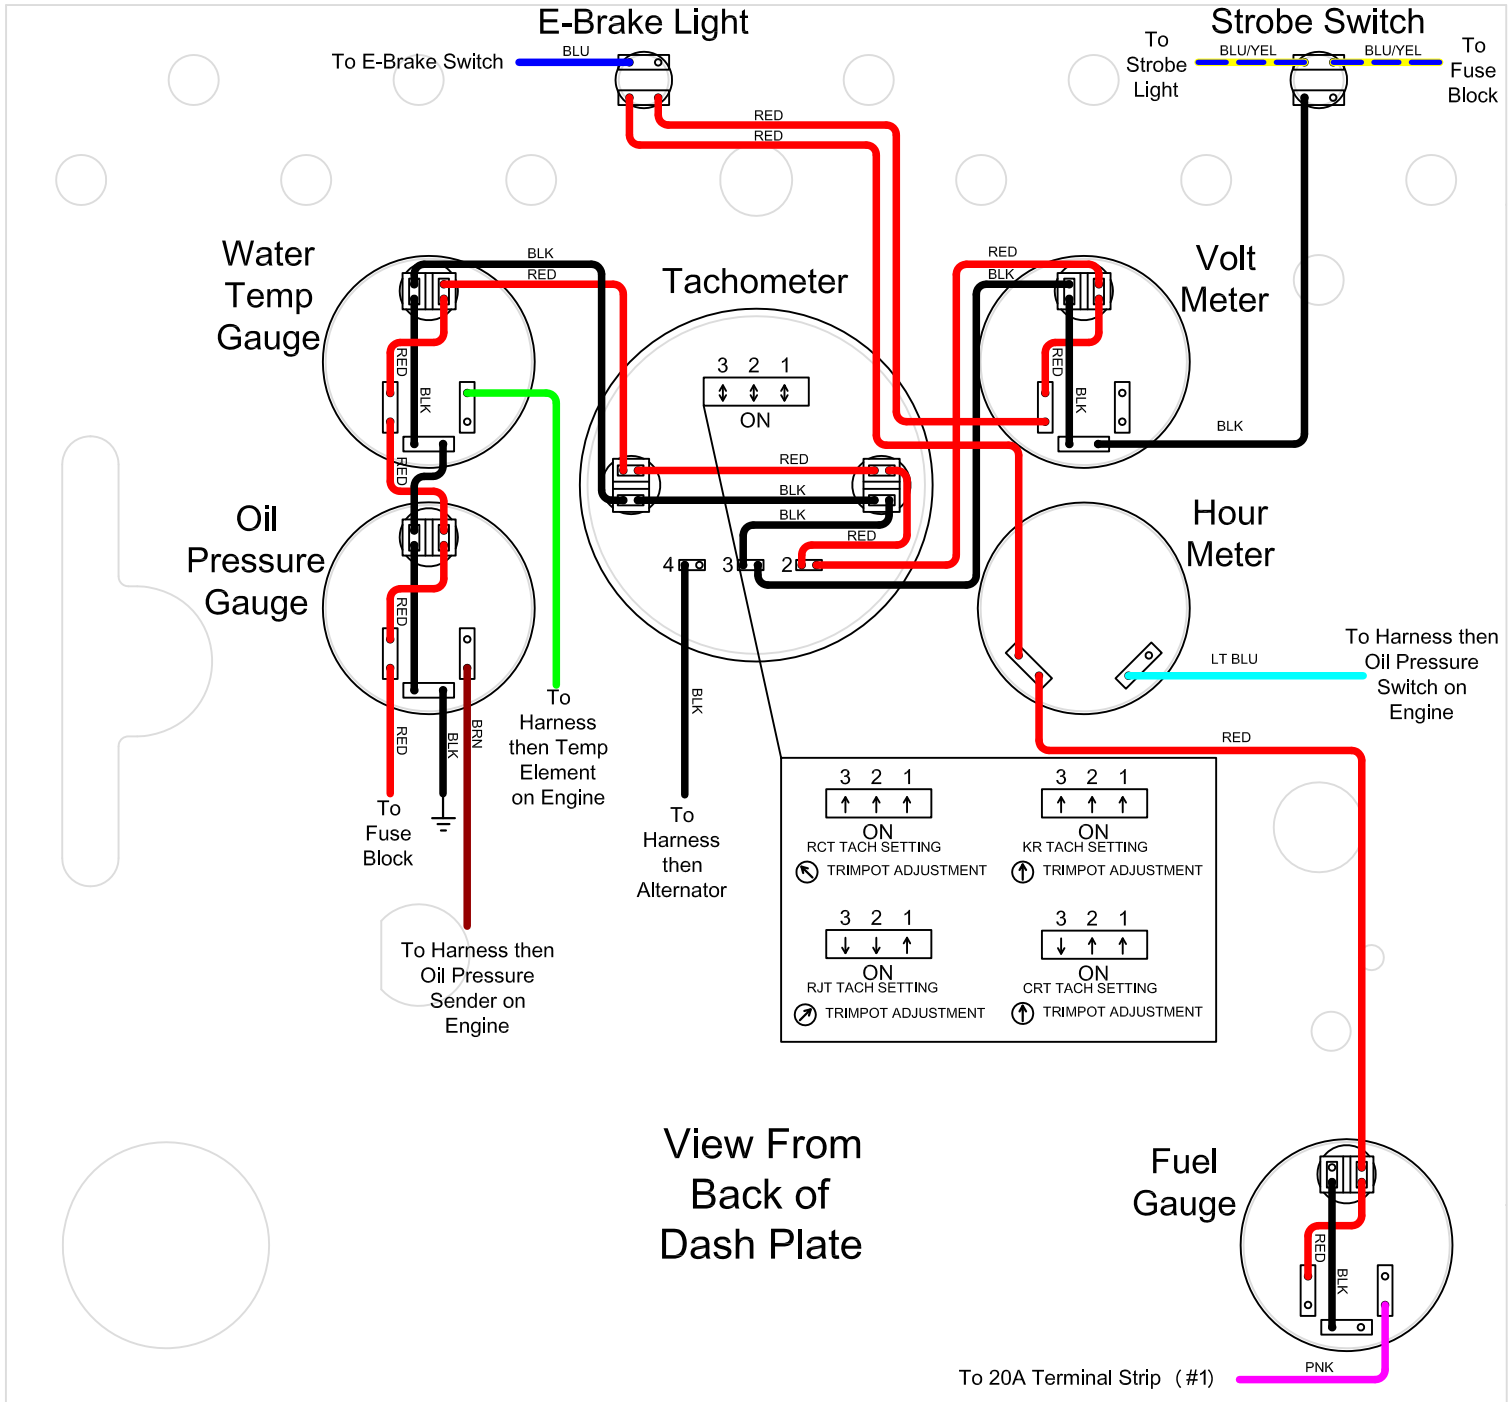 E-Brake Light
Strobe Switch
To E-Brake Switch
BLU
To
Strobe
Light
BLU/YEL
BLU/YEL
To
Fuse
Block
RED
RED
Water
Temp
Gauge
BLK
RED
Tachometer
RED
BLK
Volt
Meter
RED
BLK
3 2 1
ON
RED
BLK
BLK
RED
RED
BLK
BLK
RED
4
3
2
Oil
Pressure
Gauge
Hour
Meter
RED
RED
BLK
BRN
BLK
LT BLU
To Harness then
Oil Pressure
Switch on
Engine
RED
To
Fuse
Block
To
Harness
then Temp
Element
on Engine
To
Harness
then
Alternator
To Harness then
Oil Pressure
Sender on
Engine
3 2 1
ON
RCT TACH SETTING
TRIMPOT ADJUSTMENT
3 2 1
ON
KR TACH SETTING
TRIMPOT ADJUSTMENT
3 2 1
ON
RJT TACH SETTING
TRIMPOT ADJUSTMENT
3 2 1
ON
CRT TACH SETTING
TRIMPOT ADJUSTMENT
View From
Back of
Dash Plate
Fuel
Gauge
RED
BLK
PNK
To 20A Terminal Strip (#1)